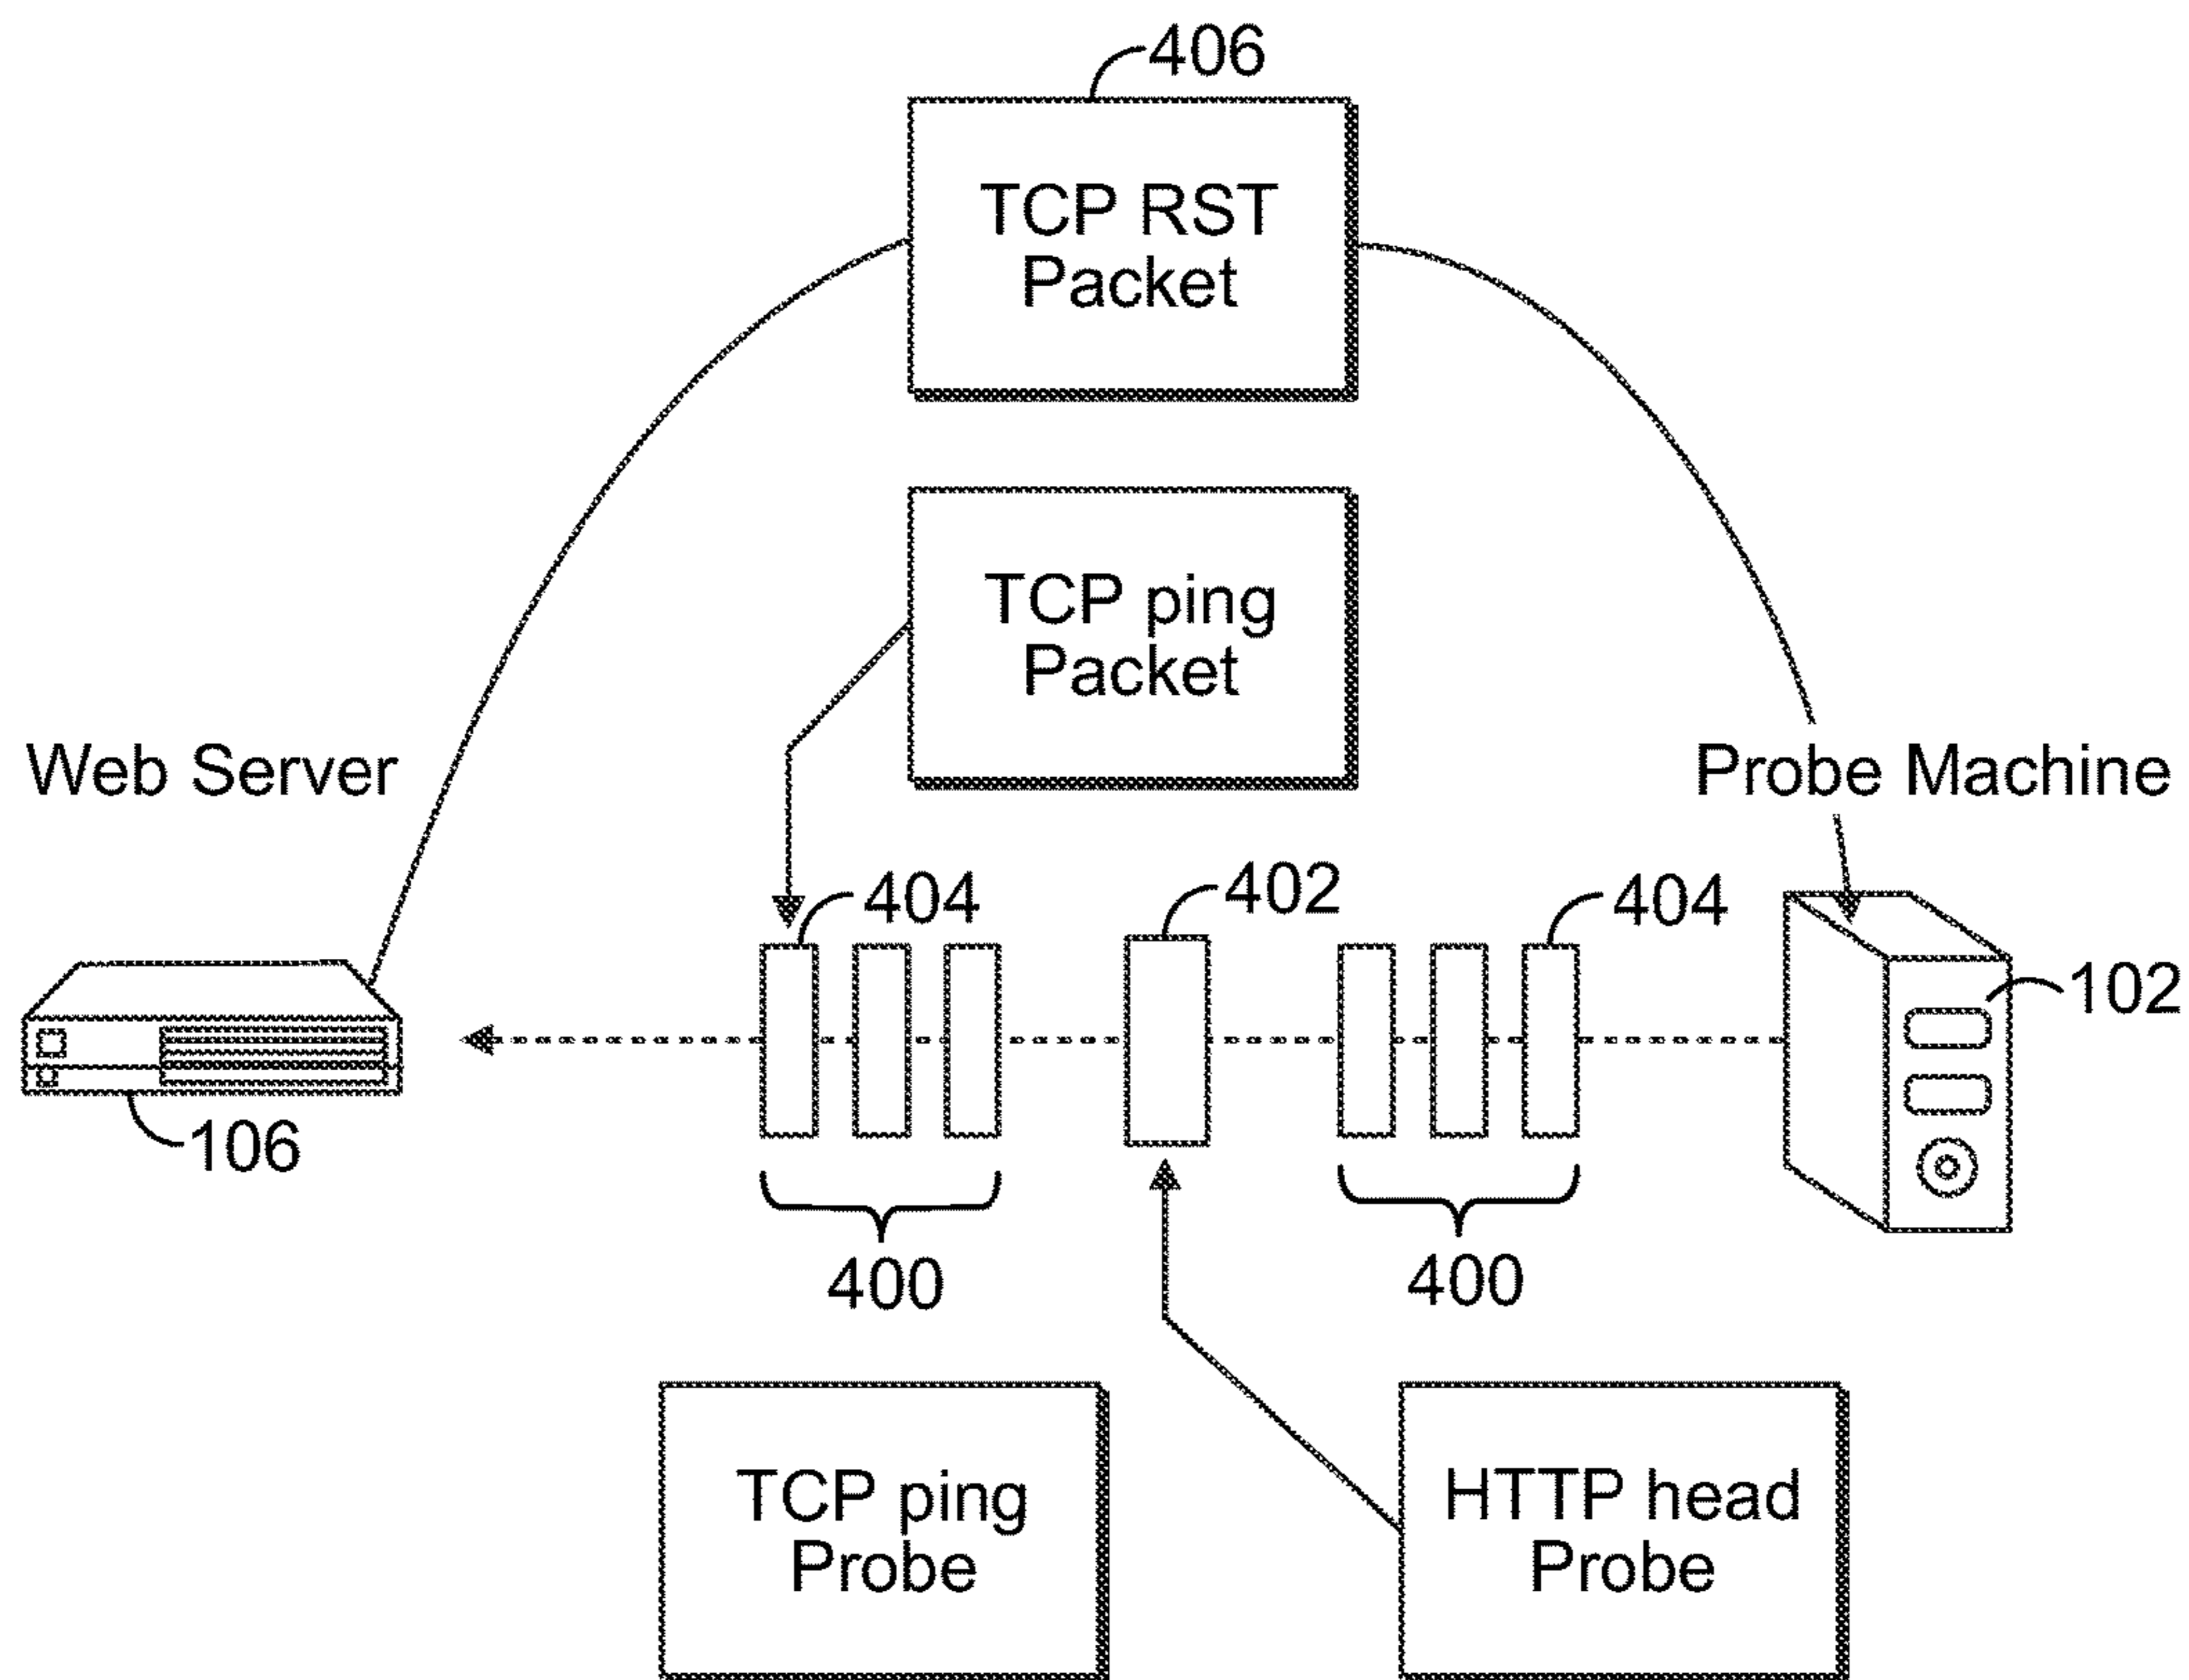 406
TCP RST
Packet
TCP ping
Packet
Web Server
Probe Machine
404
402
404
102
106
400
400
TCP ping
Probe
HTTP head
Probe